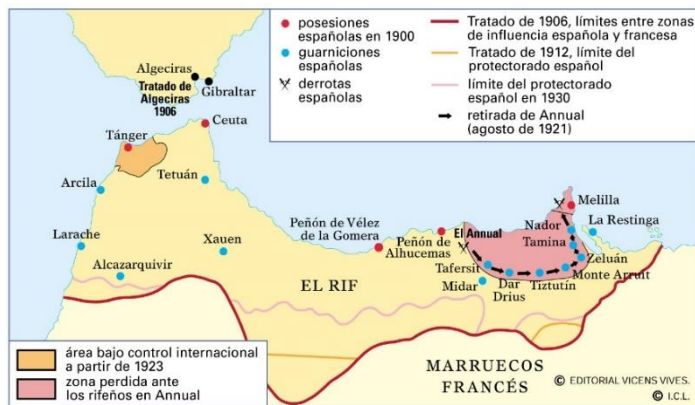 posesiones
españolas en 1900
guarniciones
españolas
derrotas
españolas
Tratado de 1906, límites entre zonas
de influencia española y francesa
Tratado de 1912, límite del
protectorado español
límite del protectorado
español en 1930
retirada de Annual
(agosto de 1921)
Algeciras
Tratado de
Algeciras
1906
Gibraltar
Ceuta
Tánger
Tetuán
Arcila
Larache
Xauen
Alcazarquivir
Peñón de Vélez
de la Gomera
Peñón de
Alhucemas
El Annual
Melilla
Nador
La Restinga
Tamina
Zeluán
Tafersit
Monte Arruit
Midar
Dar
Drius
Tiztutín
EL RIF
MARRUECOS
FRANCÉS
área bajo control internacional
a partir de 1923
zona perdida ante
los rifeños en Annual
© EDITORIAL VICENS VIVES.
© I.C.L.